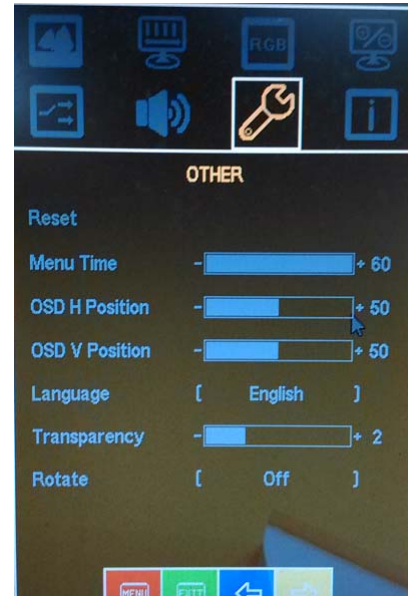 RGB
OTHER
Reset
Menu Time - + 60
OSD H Position - + 50
OSD V Position - + 50
Language [ English ]
Transparency - + 2
Rotate [ Off ]
MENU EXIT